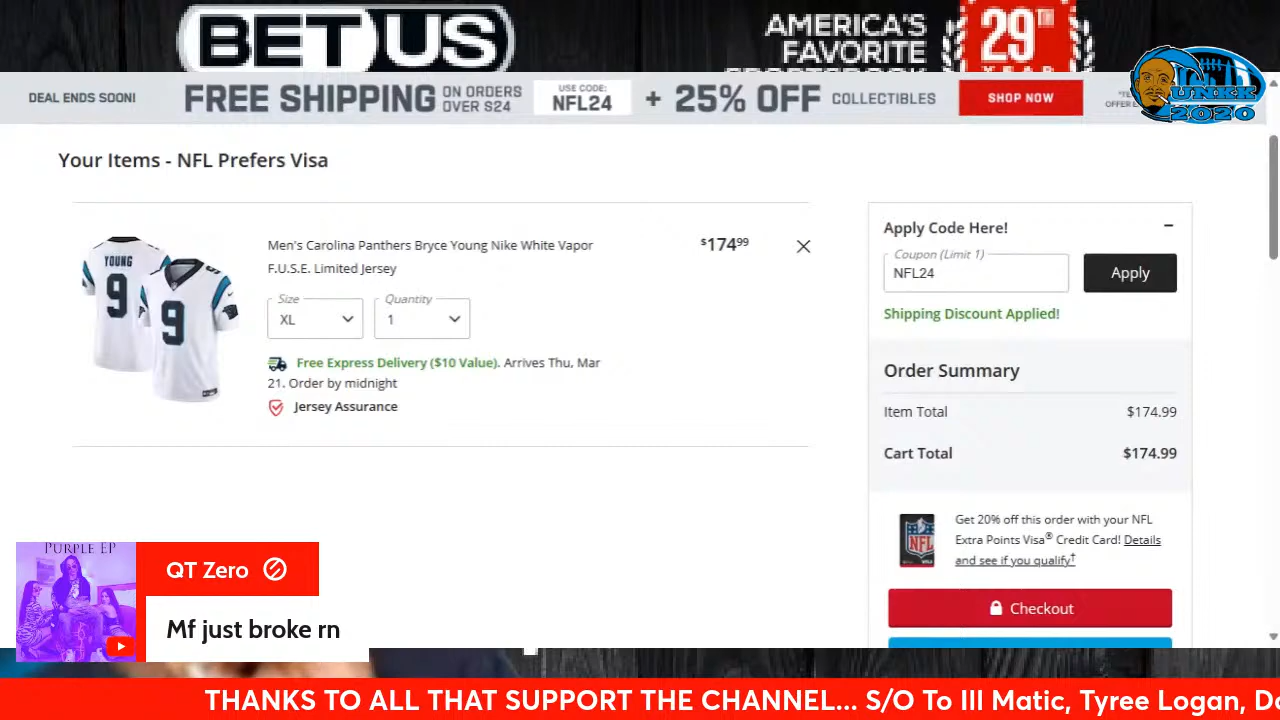 BETUS
AMERICA'S
FAVORITE
29TH
DEAL ENDS SOON!
FREE SHIPPING
ON ORDERS
OVER $24
USE CODE:
NFL24
+ 25% OFF
COLLECTIBLES
SHOP NOW
UNKK
2020
Your Items - NFL Prefers Visa
YOUNG
9
9
Men's Carolina Panthers Bryce Young Nike White Vapor
F.U.S.E. Limited Jersey
$174.99
Size
XL
Quantity
1
Free Express Delivery ($10 Value). Arrives Thu, Mar
21. Order by midnight
Jersey Assurance
Apply Code Here!
Coupon (Limit 1)
NFL24
Apply
Shipping Discount Applied!
Order Summary
Item Total
$174.99
Cart Total
$174.99
NFL
Get 20% off this order with your NFL
Extra Points Visa® Credit Card! Details
and see if you qualify†
Checkout
PURPLE EP
QT Zero
Mf just broke rn
THANKS TO ALL THAT SUPPORT THE CHANNEL... S/O To Ill Matic, Tyree Logan,